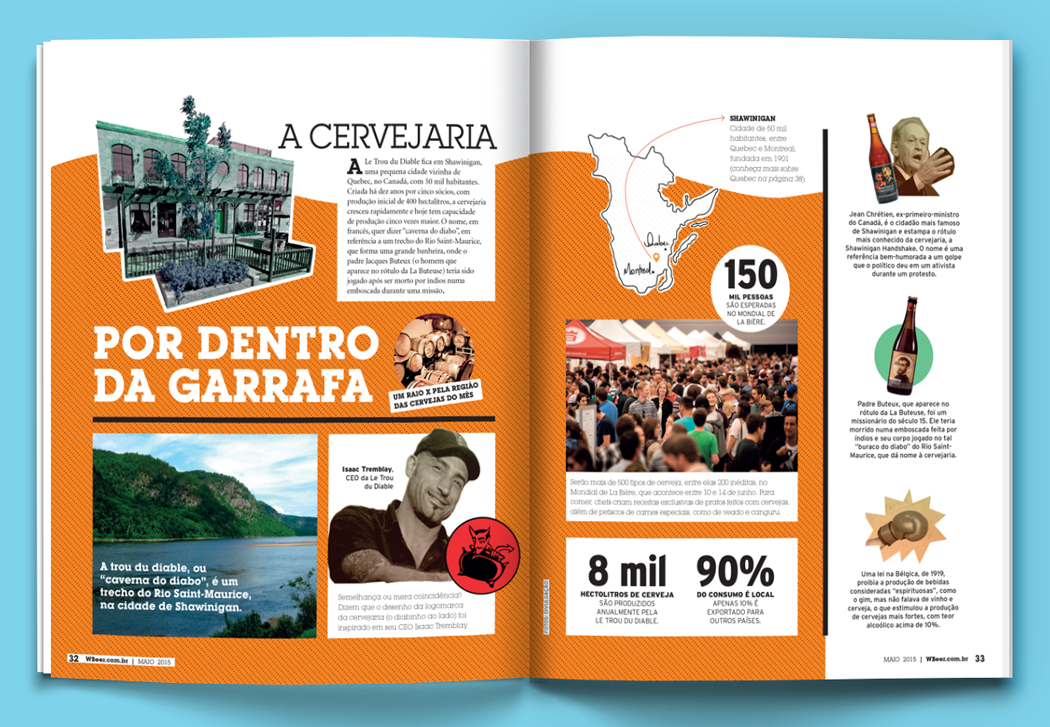 A CERVEJARIA
A Le Trou du Diable fica em Shawinigan,
uma pequena cidade vizinha de
Quebec, no Canadá, com 50 mil habitantes.
Criada há dez anos por cinco sócios, com
produção inicial de 400 hectalitros, a cervejaria
cresceu rapidamente e hoje tem capacidade
de produção cinco vezes maior. O nome, em
francês, quer dizer “caverna do diabo”, em
referência a um trecho do Rio Saint-Maurice,
que forma uma grande banheira, onde o
padre Jacques Buteux (o homem que
aparece no rótulo da La Buteuse) teria sido
jogado após ser morto por índios numa
emboscada durante uma missão.
POR DENTRO
DA GARRAFA
UM RAIO X PELA REGIÃO
DAS CERVEJAS DO MÊS
A trou du diable, ou
“caverna do diabo”, é um
trecho do Rio Saint-Maurice,
na cidade de Shawinigan.
Isaac Tremblay,
CEO da Le Trou
du Diable
Semelhança ou mera coincidência?
Dizem que o desenho da logomarca
da cervejaria (o diabinho ao lado) foi
inspirado em seu CEO Isaac Tremblay.
32 WBeer.com.br | MAIO 2015
SHAWINIGAN
Cidade de 50 mil
habitantes, entre
Quebec e Montreal,
fundada em 1901
(conheça mais sobre
Quebec na página 38).
Quebec
Montreal
150
MIL PESSOAS
SÃO ESPERADAS
NO MONDIAL DE
LA BIÈRE.
Serão mais de 500 tipos de cerveja, entre elas 200 inéditas, no
Mondial de La Bière, que acontece entre 10 e 14 de junho. Para
comer, chefs criam receitas exclusivas de pratos feitos com cervejas,
além de petiscos de carnes especiais, como de veado e canguru.
8 mil
HECTOLITROS DE CERVEJA
SÃO PRODUZIDOS
ANUALMENTE PELA
LE TROU DU DIABLE.
90%
DO CONSUMO É LOCAL
APENAS 10% É
EXPORTADO PARA
OUTROS PAÍSES.
Jean Chrétien, ex-primeiro-ministro
do Canadá, é o cidadão mais famoso
de Shawinigan e estampa o rótulo
mais conhecido da cervejaria, a
Shawinigan Handshake. O nome é uma
referência bem-humorada a um golpe
que o político deu em um ativista
durante um protesto.
Padre Buteux, que aparece no
rótulo da La Buteuse, foi um
missionário do século 15. Ele teria
morrido numa emboscada feita por
índios e seu corpo jogado no tal
“buraco do diabo” do Rio Saint-
Maurice, que dá nome à cervejaria.
Uma lei na Bélgica, de 1919,
proibia a produção de bebidas
consideradas “espirituosas”, como
o gim, mas não falava de vinho e
cerveja, o que estimulou a produção
de cervejas mais fortes, com teor
alcoólico acima de 10%.
MAIO 2015 | WBeer.com.br 33